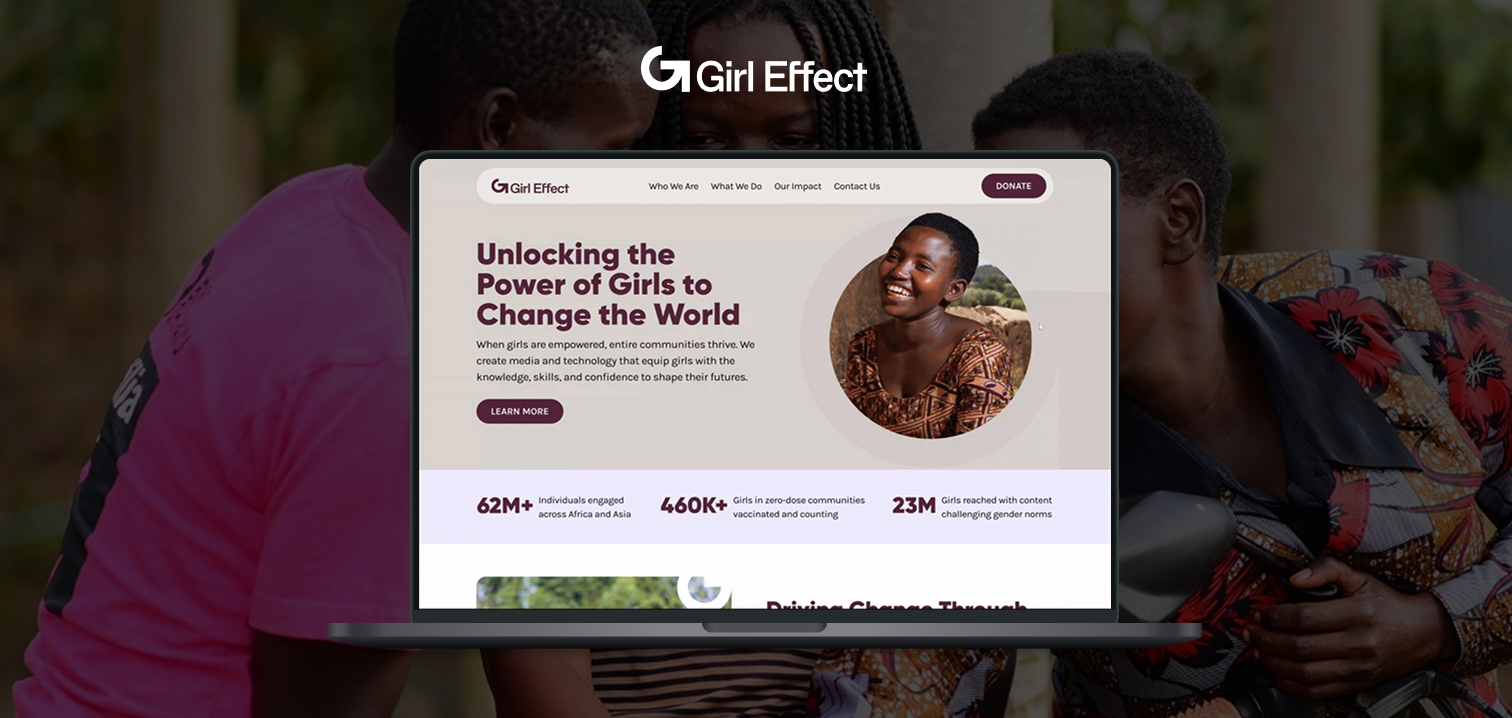 Girl Effect
Girl Effect
Who We Are What We Do Our Impact Contact Us
DONATE
Unlocking the
Power of Girls to
Change the World
When girls are empowered, entire communities thrive. We
create media and technology that equip girls with the
knowledge, skills, and confidence to shape their futures.
LEARN MORE
62M+ Individuals engaged
across Africa and Asia
460K+ Girls in zero-dose communities
vaccinated and counting
23M Girls reached with content
challenging gender norms
Driving Change Through